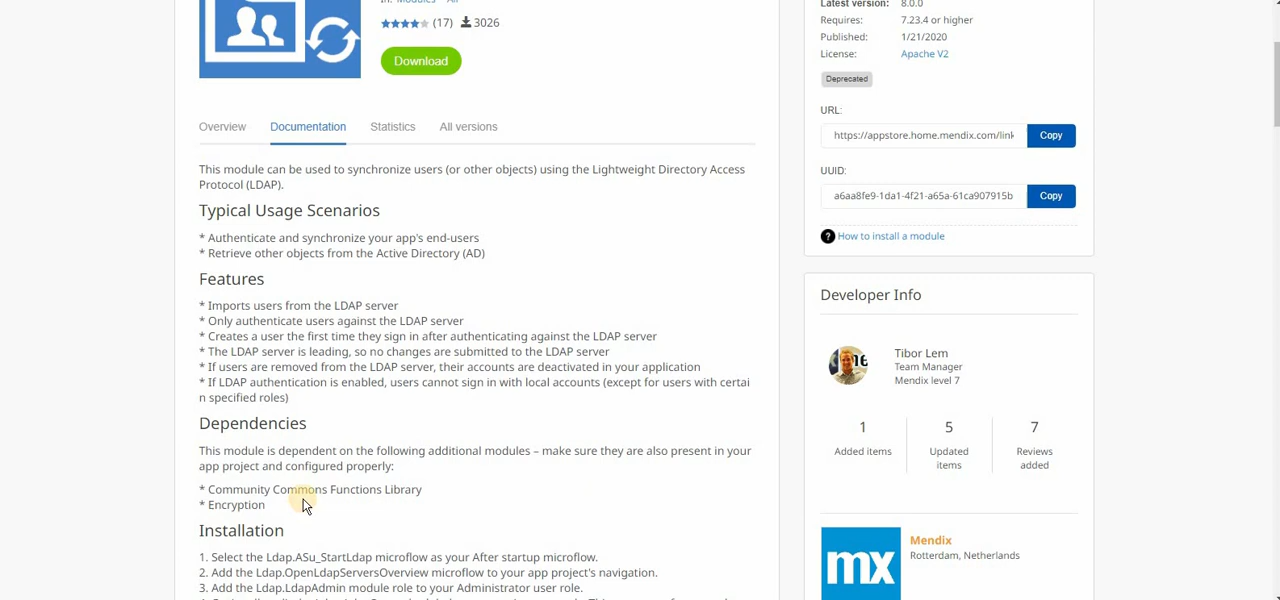 In: Modules - All
(17) 3026
Download
Overview Documentation Statistics All versions
This module can be used to synchronize users (or other objects) using the Lightweight Directory Access
Protocol (LDAP).
Typical Usage Scenarios
* Authenticate and synchronize your app's end-users
* Retrieve other objects from the Active Directory (AD)
Features
* Imports users from the LDAP server
* Only authenticate users against the LDAP server
* Creates a user the first time they sign in after authenticating against the LDAP server
* The LDAP server is leading, so no changes are submitted to the LDAP server
* If users are removed from the LDAP server, their accounts are deactivated in your application
* If LDAP authentication is enabled, users cannot sign in with local accounts (except for users with certai
n specified roles)
Dependencies
This module is dependent on the following additional modules – make sure they are also present in your
app project and configured properly:
* Community Commons Functions Library
* Encryption
Installation
1. Select the Ldap.ASu_StartLdap microflow as your After startup microflow.
2. Add the Ldap.OpenLdapServersOverview microflow to your app project's navigation.
3. Add the Ldap.LdapAdmin module role to your Administrator user role.
Latest version: 8.0.0
Requires: 7.23.4 or higher
Published: 1/21/2020
License: Apache V2
Deprecated
URL:
https://appstore.home.mendix.com/link Copy
UUID:
a6aa8fe9-1da1-4f21-a65a-61ca907915b Copy
? How to install a module
Developer Info
Tibor Lem
Team Manager
Mendix level 7
1 5 7
Added items Updated Reviews
items added
mx
Mendix
Rotterdam, Netherlands